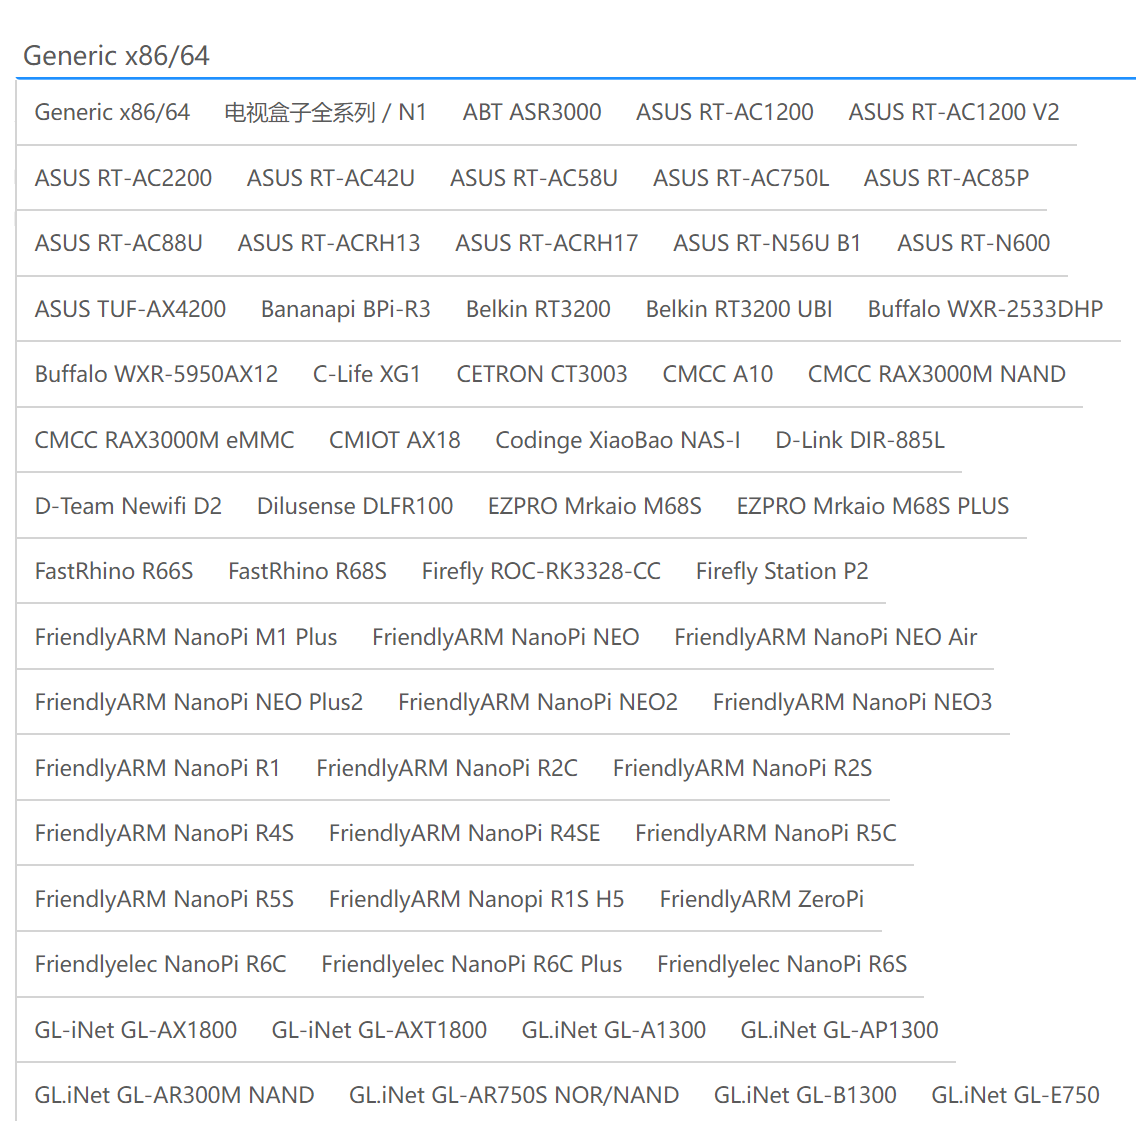 Generic x86/64
Generic x86/64 电视盒子全系列 / N1 ABT ASR3000 ASUS RT-AC1200 ASUS RT-AC1200 V2
ASUS RT-AC2200 ASUS RT-AC42U ASUS RT-AC58U ASUS RT-AC750L ASUS RT-AC85P
ASUS RT-AC88U ASUS RT-ACRH13 ASUS RT-ACRH17 ASUS RT-N56U B1 ASUS RT-N600
ASUS TUF-AX4200 Bananapi BPi-R3 Belkin RT3200 Belkin RT3200 UBI Buffalo WXR-2533DHP
Buffalo WXR-5950AX12 C-Life XG1 CETRON CT3003 CMCC A10 CMCC RAX3000M NAND
CMCC RAX3000M eMMC CMIOT AX18 Codinge XiaoBao NAS-I D-Link DIR-885L
D-Team Newifi D2 Dilusense DLFR100 EZPRO Mrkaio M68S EZPRO Mrkaio M68S PLUS
FastRhino R66S FastRhino R68S Firefly ROC-RK3328-CC Firefly Station P2
FriendlyARM NanoPi M1 Plus FriendlyARM NanoPi NEO FriendlyARM NanoPi NEO Air
FriendlyARM NanoPi NEO Plus2 FriendlyARM NanoPi NEO2 FriendlyARM NanoPi NEO3
FriendlyARM NanoPi R1 FriendlyARM NanoPi R2C FriendlyARM NanoPi R2S
FriendlyARM NanoPi R4S FriendlyARM NanoPi R4SE FriendlyARM NanoPi R5C
FriendlyARM NanoPi R5S FriendlyARM Nanopi R1S H5 FriendlyARM ZeroPi
Friendlyelec NanoPi R6C Friendlyelec NanoPi R6C Plus Friendlyelec NanoPi R6S
GL-iNet GL-AX1800 GL-iNet GL-AXT1800 GL.iNet GL-A1300 GL.iNet GL-AP1300
GL.iNet GL-AR300M NAND GL.iNet GL-AR750S NOR/NAND GL.iNet GL-B1300 GL.iNet GL-E750